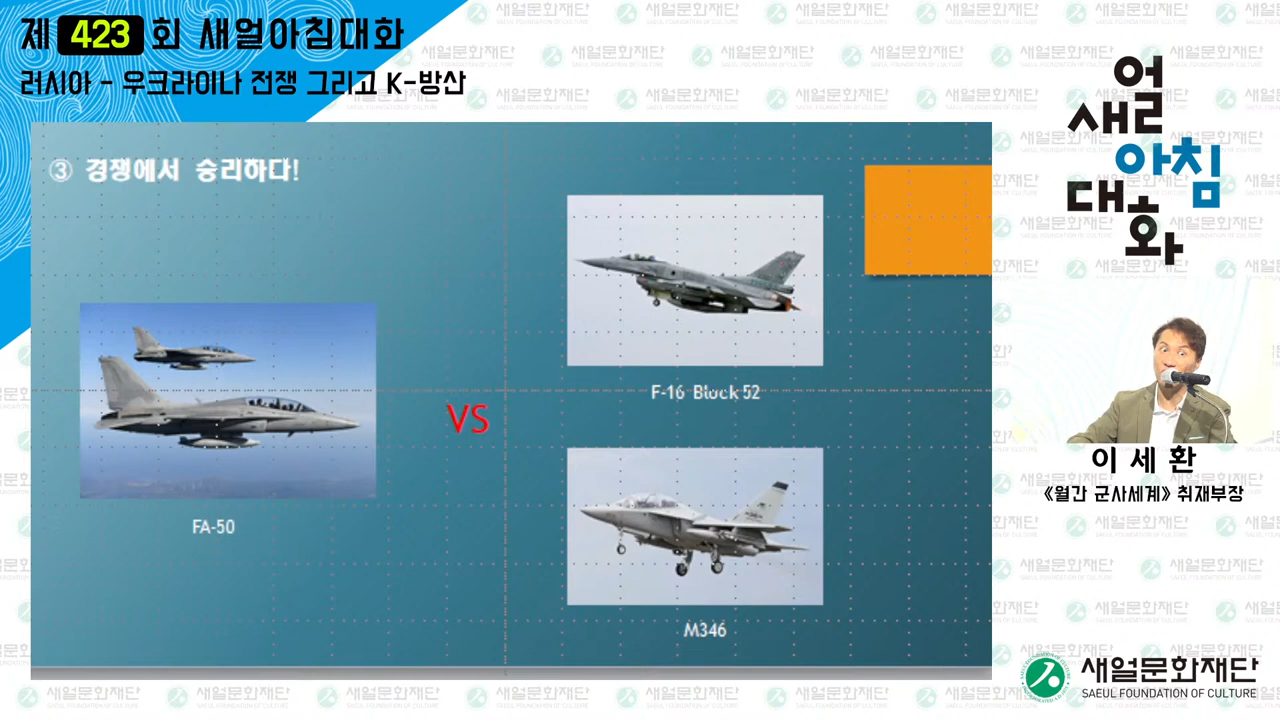 제 423 회 새얼아침대화
러시아 - 우크라이나 전쟁 그리고 K-방산
③ 경쟁에서 승리하다!
FA-50
VS
F-16 Block 52
M346
새얼
아침
대화
이 세 환
《월간 군사세계》 취재부장
새얼문화재단
SAEUL FOUNDATION OF CULTURE